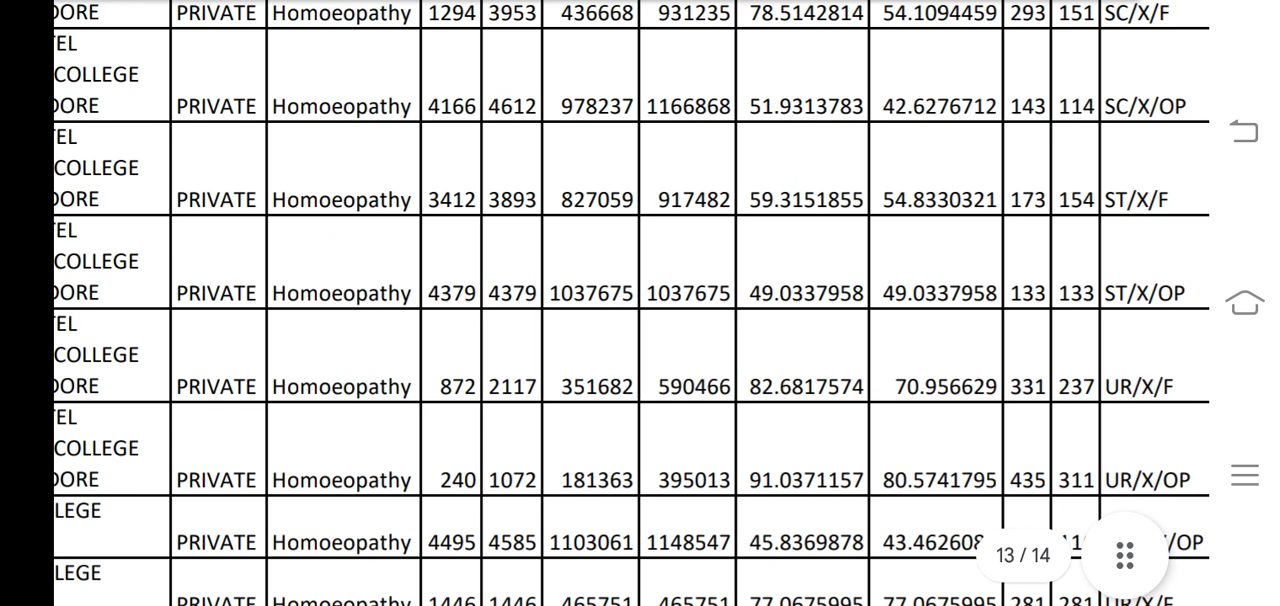 DORE PRIVATE Homoeopathy 1294 3953 436668 931235 78.5142814 54.1094459 293 151 SC/X/F
TEL
COLLEGE
DORE PRIVATE Homoeopathy 4166 4612 978237 1166868 51.9313783 42.6276712 143 114 SC/X/OP
TEL
COLLEGE
DORE PRIVATE Homoeopathy 3412 3893 827059 917482 59.3151855 54.8330321 173 154 ST/X/F
TEL
COLLEGE
DORE PRIVATE Homoeopathy 4379 4379 1037675 1037675 49.0337958 49.0337958 133 133 ST/X/OP
TEL
COLLEGE
DORE PRIVATE Homoeopathy 872 2117 351682 590466 82.6817574 70.956629 331 237 UR/X/F
TEL
COLLEGE
DORE PRIVATE Homoeopathy 240 1072 181363 395013 91.0371157 80.5741795 435 311 UR/X/OP
LEGE
PRIVATE Homoeopathy 4495 4585 1103061 1148547 45.8369878 43.462608 /OP
13 / 14
LEGE
PRIVATE Homoeopathy 1446 1446 465751 465751 77.0675995 77.0675995 281 281 UR/X/F